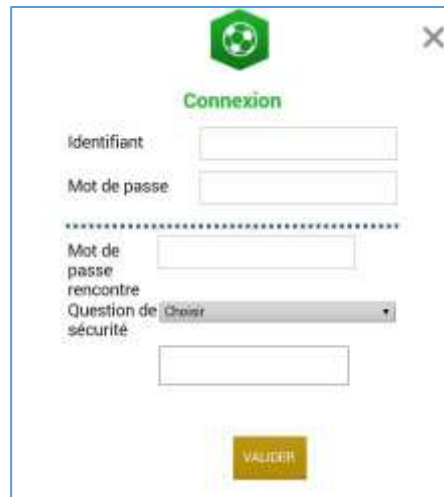 Connexion
Identifiant
Mot de passe
Mot de
passe
rencontre
Question de Choisir
sécurité
VALIDER